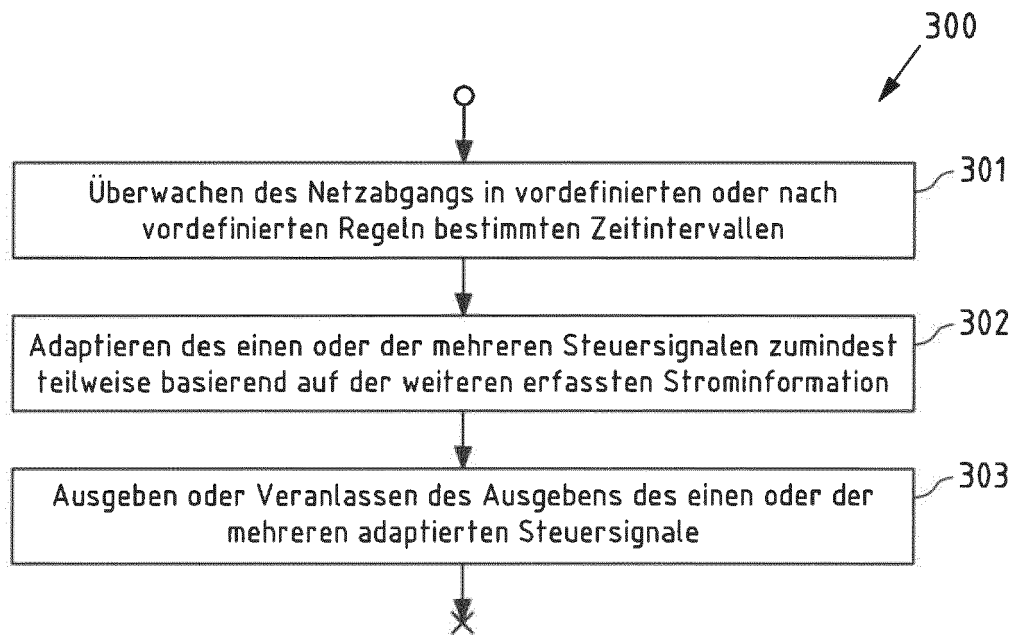 300
Überwachen des Netzabgangs in vordefinierten oder nach
vordefinierten Regeln bestimmten Zeitintervallen
301
Adaptieren des einen oder der mehreren Steuersignalen zumindest
teilweise basierend auf der weiteren erfassten Strominformation
302
Ausgeben oder Veranlassen des Ausgebens des einen oder der
mehreren adaptierten Steuersignale
303